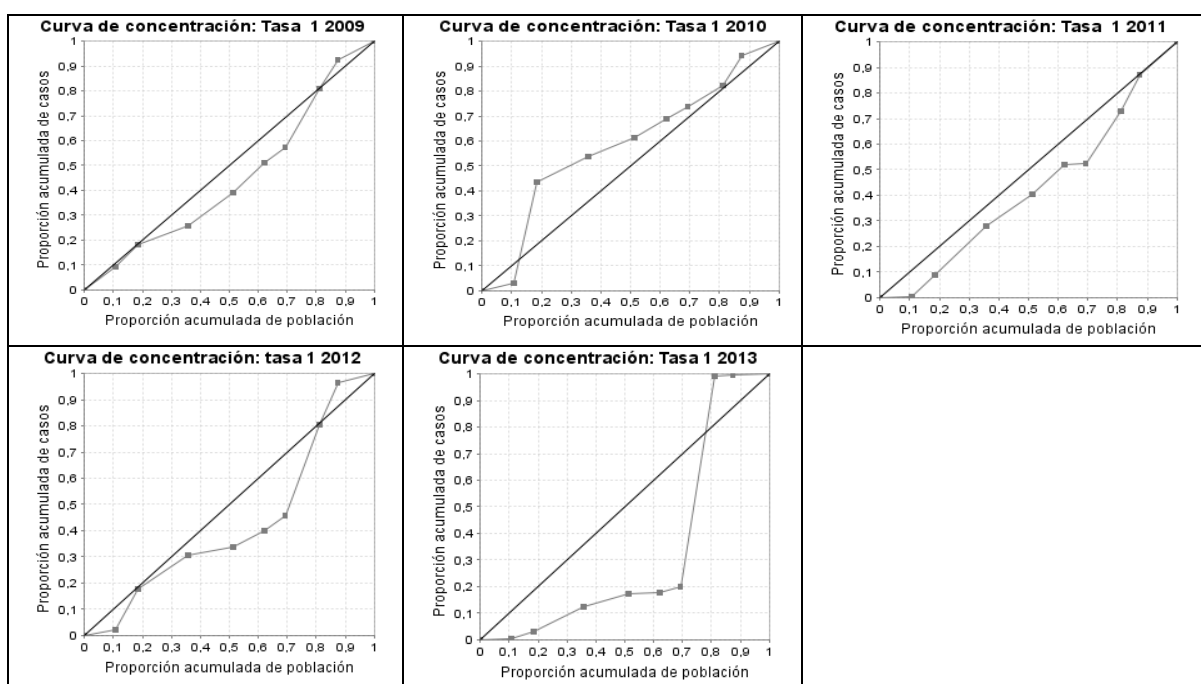 Curva de concentración: Tasa 1 2009
1
0,9
0,8
0,7
0,6
0,5
0,4
0,3
0,2
0,1
0
Proporción acumulada de casos
0 0,1 0,2 0,3 0,4 0,5 0,6 0,7 0,8 0,9 1
Proporción acumulada de población
Curva de concentración: Tasa 1 2010
1
0,9
0,8
0,7
0,6
0,5
0,4
0,3
0,2
0,1
0
Proporción acumulada de casos
0 0,1 0,2 0,3 0,4 0,5 0,6 0,7 0,8 0,9 1
Proporción acumulada de población
Curva de concentración: Tasa 1 2011
1
0,9
0,8
0,7
0,6
0,5
0,4
0,3
0,2
0,1
0
Proporción acumulada de casos
0 0,1 0,2 0,3 0,4 0,5 0,6 0,7 0,8 0,9 1
Proporción acumulada de población
Curva de concentración: tasa 1 2012
1
0,9
0,8
0,7
0,6
0,5
0,4
0,3
0,2
0,1
0
Proporción acumulada de casos
0 0,1 0,2 0,3 0,4 0,5 0,6 0,7 0,8 0,9 1
Proporción acumulada de población
Curva de concentración: Tasa 1 2013
1
0,9
0,8
0,7
0,6
0,5
0,4
0,3
0,2
0,1
0
Proporción acumulada de casos
0 0,1 0,2 0,3 0,4 0,5 0,6 0,7 0,8 0,9 1
Proporción acumulada de población